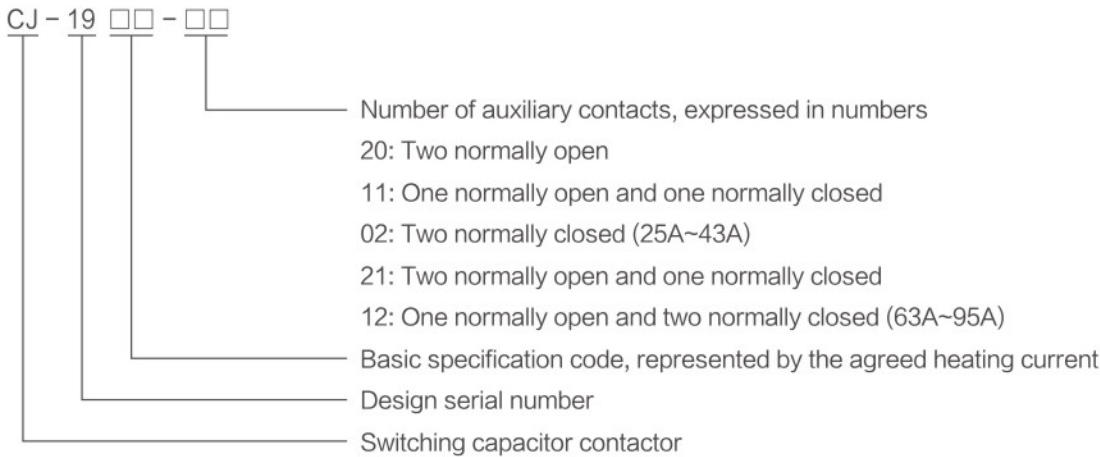 CJ - 19 □□ - □□
Number of auxiliary contacts, expressed in numbers
20: Two normally open
11: One normally open and one normally closed
02: Two normally closed (25A~43A)
21: Two normally open and one normally closed
12: One normally open and two normally closed (63A~95A)
Basic specification code, represented by the agreed heating current
Design serial number
Switching capacitor contactor